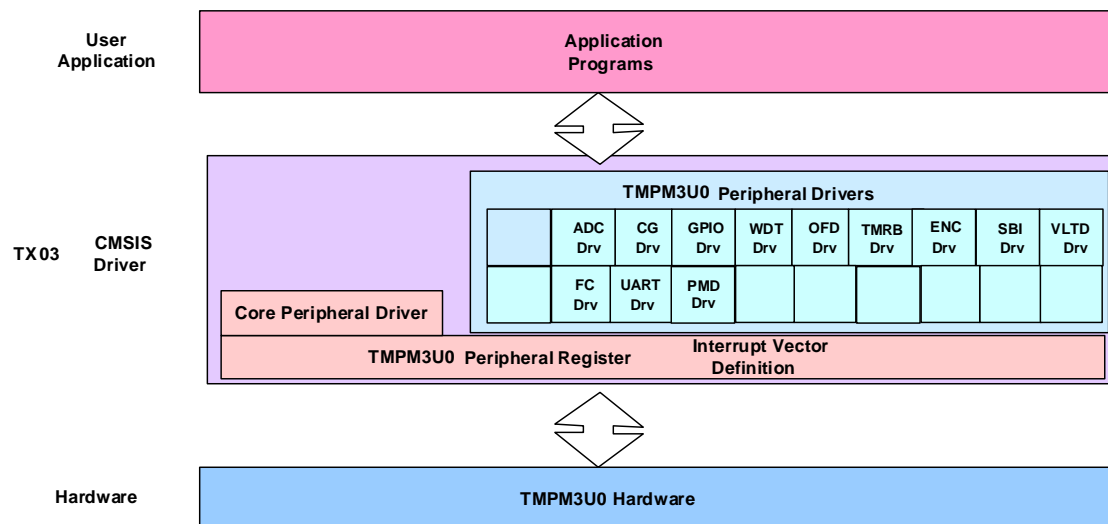 User
Application
Application
Programs
TX03
CMSIS
Driver
TMPM3U0 Peripheral Drivers
ADC
Drv
CG
Drv
GPIO
Drv
WDT
Drv
OFD
Drv
TMRB
Drv
ENC
Drv
SBI
Drv
VLTD
Drv
FC
Drv
UART
Drv
PMD
Drv
Core Peripheral Driver
TMPM3U0 Peripheral Register
Interrupt Vector
Definition
Hardware
TMPM3U0 Hardware